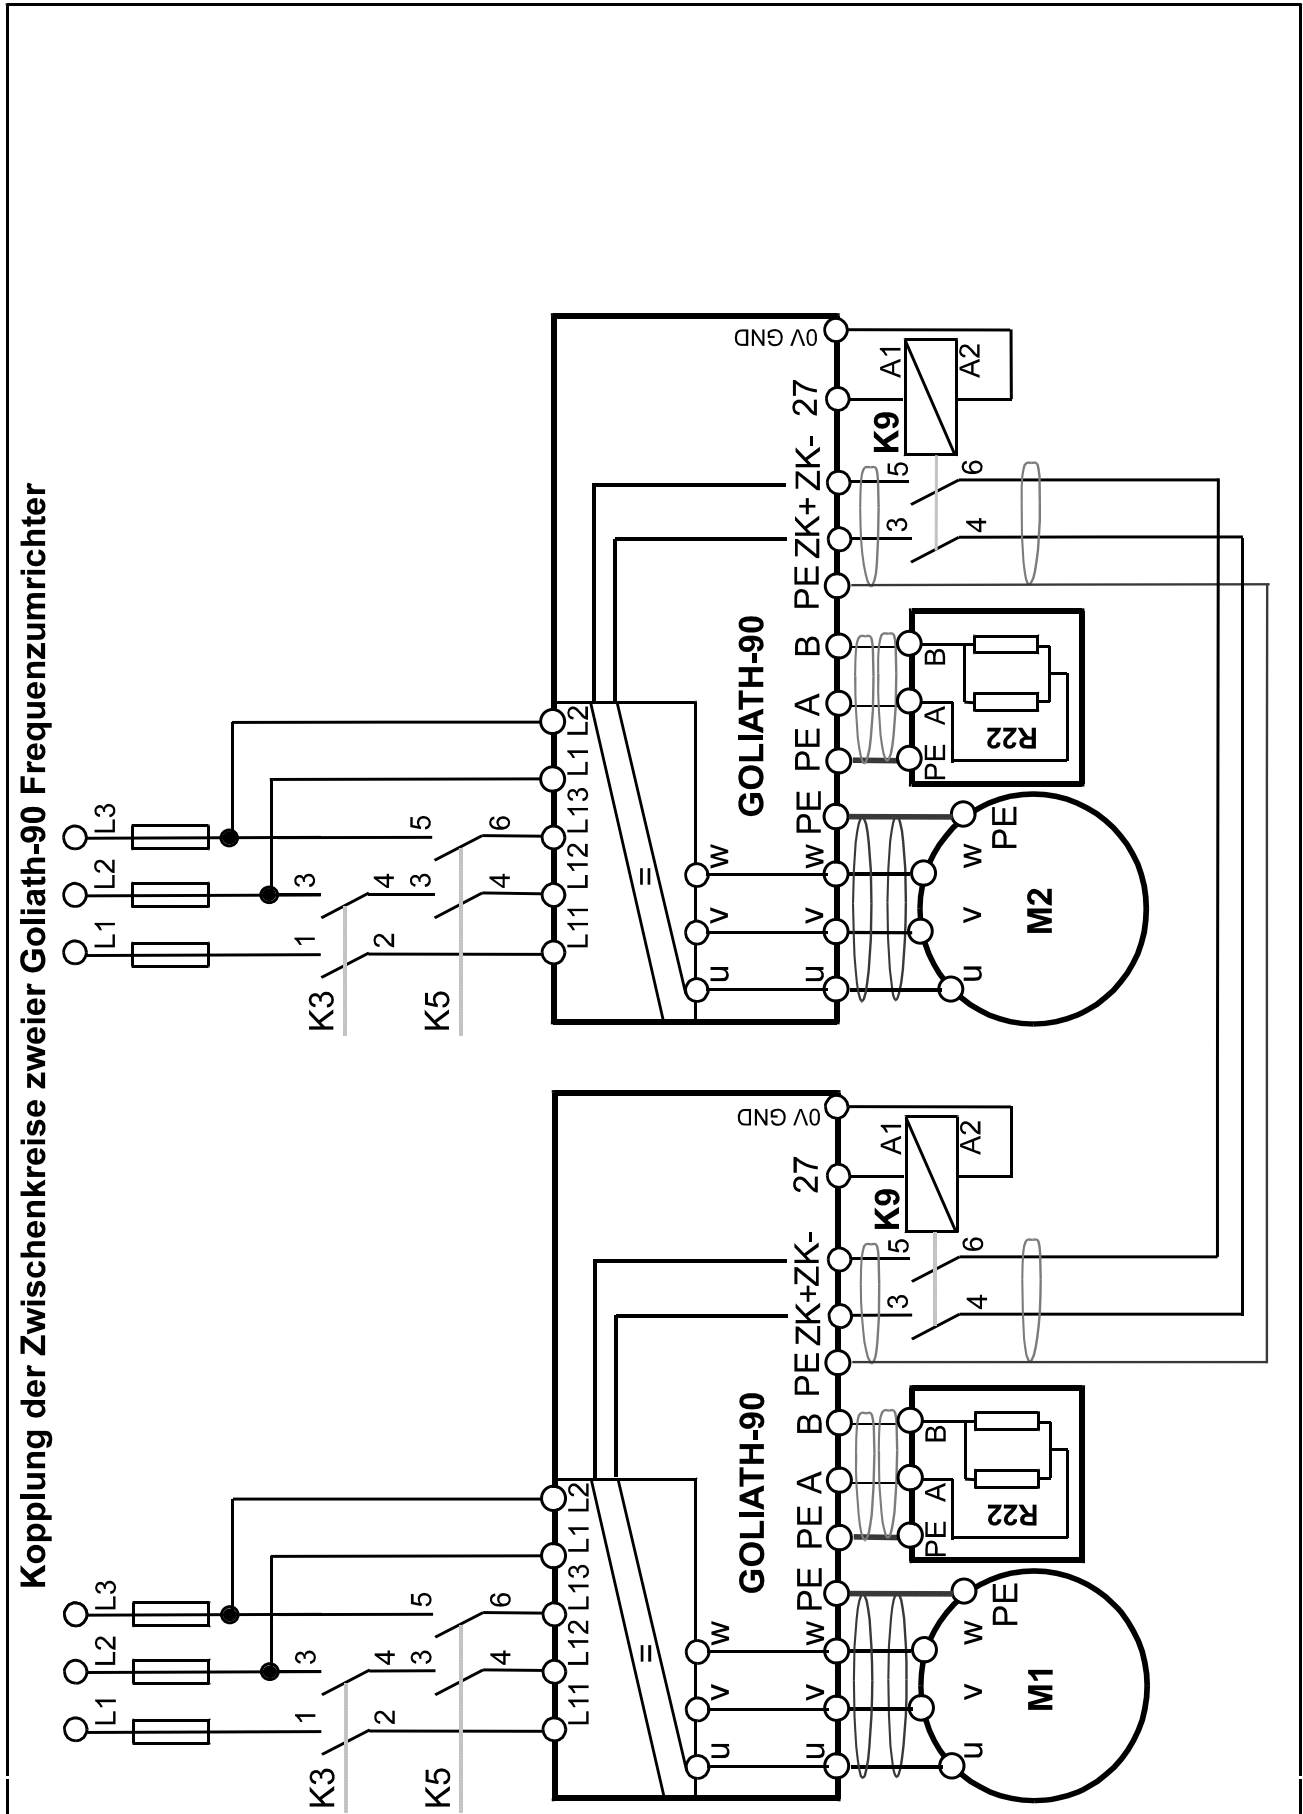 Kopplung der Zwischenkreise zweier Goliath-90 Frequenzumrichter
L1 L2 L3
K3 1 2 3 4
K5 3 4 5 6
L11 L12 L13 L1 L2
=
u v w
GOLIATH-90
u v w PE PE A B PE ZK+ZK- 27 0V GND
u v w PE
M1
PE A B
R22
3 4 5 6
K9 A1 A2
L1 L2 L3
K3 1 2 3 4
K5 3 4 5 6
L11 L12 L13 L1 L2
=
u v w
GOLIATH-90
u v w PE PE A B PE ZK+ ZK- 27 0V GND
u v w PE
M2
PE A B
R22
3 4 5 6
K9 A1 A2